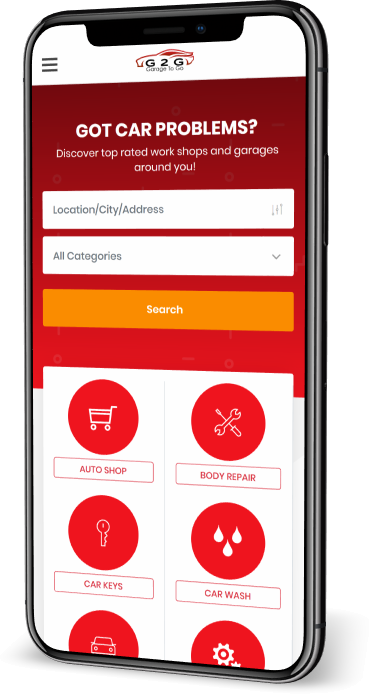 G 2 G
Garage To Go
GOT CAR PROBLEMS?
Discover top rated work shops and garages
around you!
Location/City/Address
All Categories
Search
AUTO SHOP
BODY REPAIR
CAR KEYS
CAR WASH